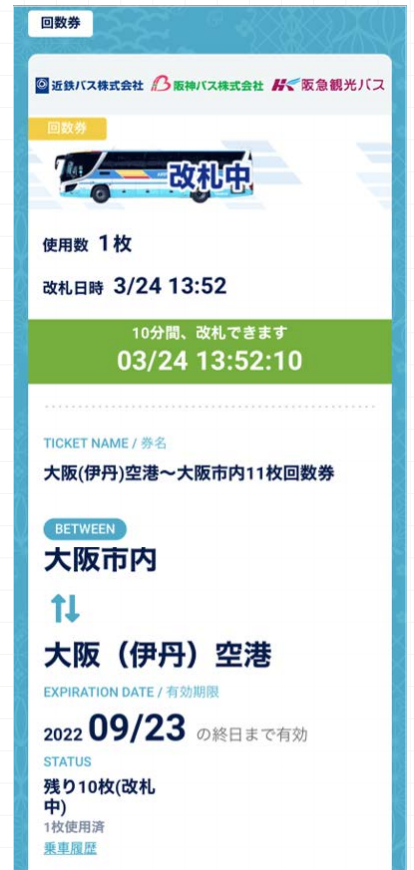 回数券
近鉄バス株式会社 阪神バス株式会社 阪急観光バス
回数券
改札中
使用数 1枚
改札日時 3/24 13:52
10分間、改札できます
03/24 13:52:10
TICKET NAME / 券名
大阪(伊丹)空港〜大阪市内11枚回数券
BETWEEN
大阪市内
大阪（伊丹）空港
EXPIRATION DATE / 有効期限
2022 09/23 の終日まで有効
STATUS
残り10枚(改札
中)
1枚使用済
乗車履歴